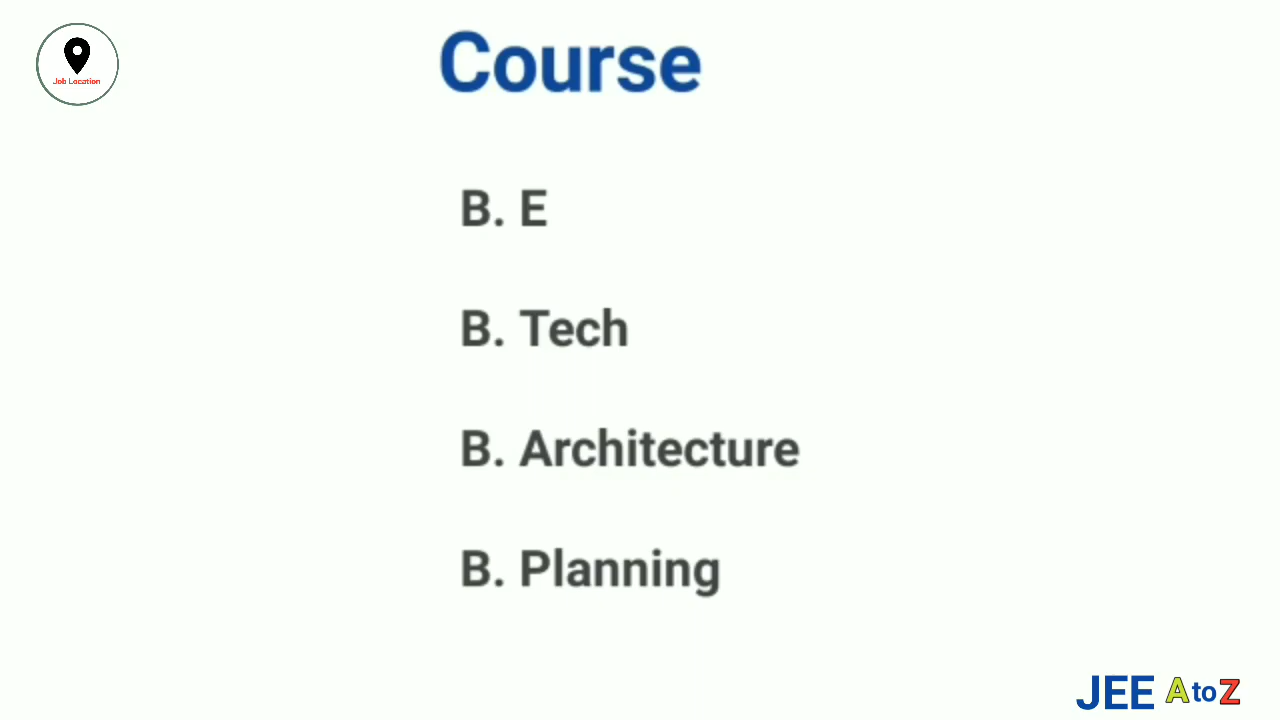 Job Location
Course
B. E
B. Tech
B. Architecture
B. Planning
JEE A to Z